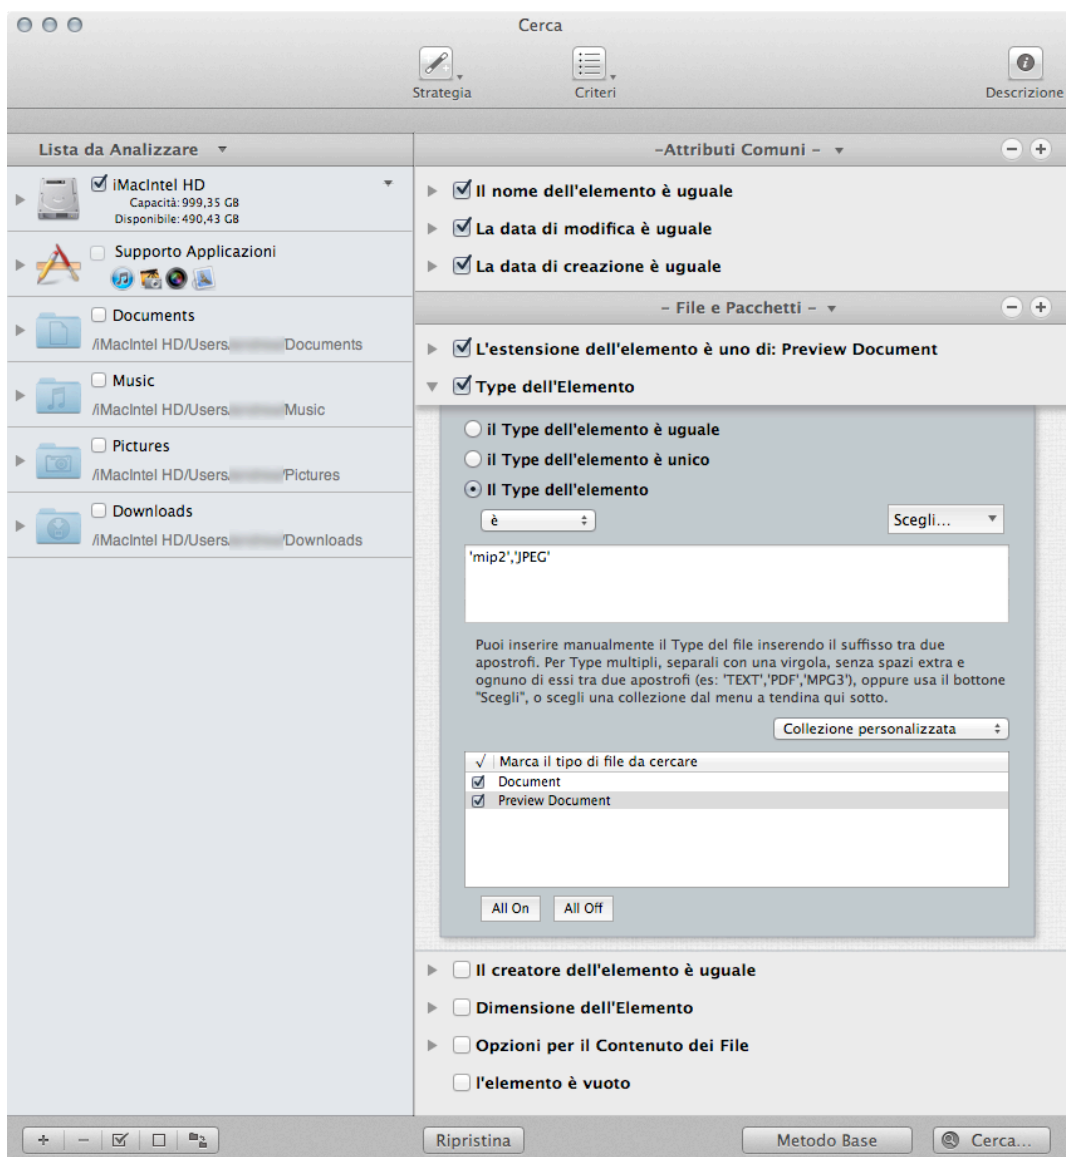 Cerca
Strategia
Criteri
Descrizione
Lista da Analizzare
iMacIntel HD
Capacità: 999,35 GB
Disponibile: 490,43 GB
Supporto Applicazioni
Documents
/iMacIntel HD/Users/ /Documents
Music
/iMacIntel HD/Users/ /Music
Pictures
/iMacIntel HD/Users/ /Pictures
Downloads
/iMacIntel HD/Users/ /Downloads
-Attributi Comuni -
Il nome dell'elemento è uguale
La data di modifica è uguale
La data di creazione è uguale
- File e Pacchetti -
L'estensione dell'elemento è uno di: Preview Document
Type dell'Elemento
il Type dell'elemento è uguale
il Type dell'elemento è unico
Il Type dell'elemento
è
Scegli...
'mip2','JPEG'
Puoi inserire manualmente il Type del file inserendo il suffisso tra due
apostrofi. Per Type multipli, separali con una virgola, senza spazi extra e
ognuno di essi tra due apostrofi (es: 'TEXT','PDF','MPG3'), oppure usa il bottone
"Scegli", o scegli una collezione dal menu a tendina qui sotto.
Collezione personalizzata
√ Marca il tipo di file da cercare
Document
Preview Document
All On All Off
Il creatore dell'elemento è uguale
Dimensione dell'Elemento
Opzioni per il Contenuto dei File
l'elemento è vuoto
Ripristina
Metodo Base
Cerca...